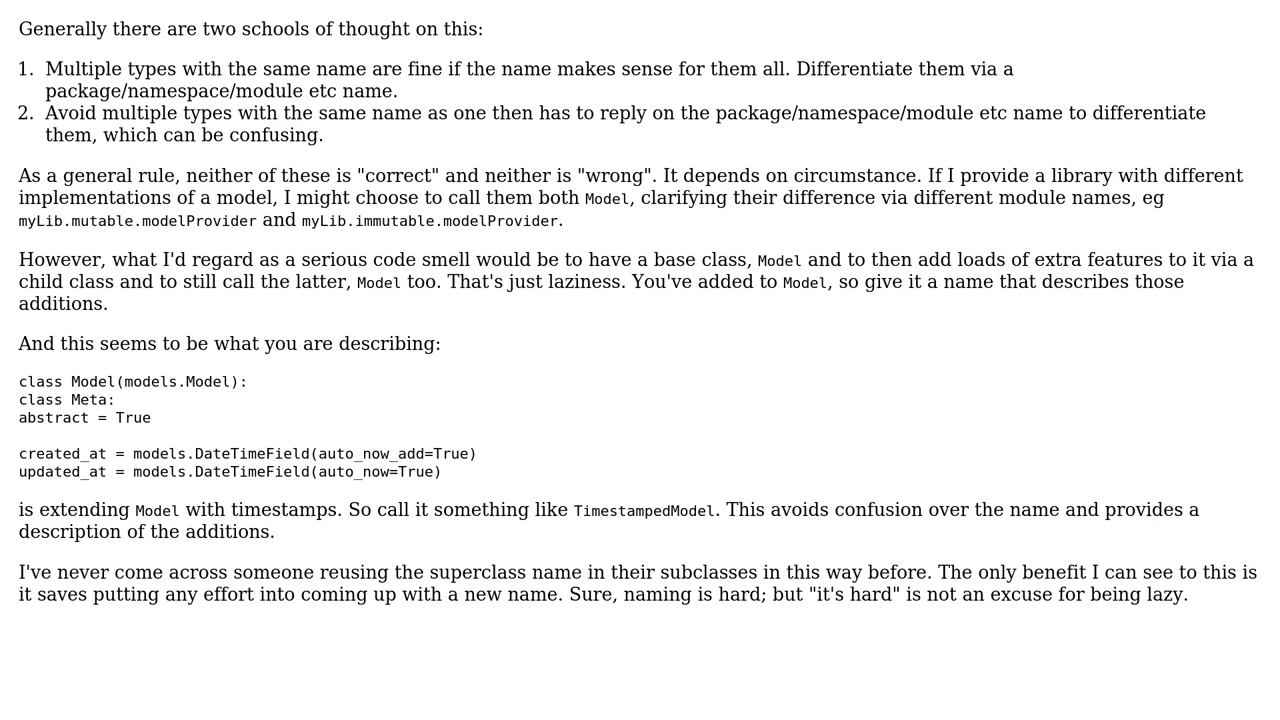 Generally there are two schools of thought on this:
1. Multiple types with the same name are fine if the name makes sense for them all. Differentiate them via a
package/namespace/module etc name.
2. Avoid multiple types with the same name as one then has to reply on the package/namespace/module etc name to differentiate
them, which can be confusing.
As a general rule, neither of these is "correct" and neither is "wrong". It depends on circumstance. If I provide a library with different
implementations of a model, I might choose to call them both Model, clarifying their difference via different module names, eg
myLib.mutable.modelProvider and myLib.immutable.modelProvider.
However, what I'd regard as a serious code smell would be to have a base class, Model and to then add loads of extra features to it via a
child class and to still call the latter, Model too. That's just laziness. You've added to Model, so give it a name that describes those
additions.
And this seems to be what you are describing:
class Model(models.Model):
class Meta:
abstract = True
created_at = models.DateTimeField(auto_now_add=True)
updated_at = models.DateTimeField(auto_now=True)
is extending Model with timestamps. So call it something like TimestampedModel. This avoids confusion over the name and provides a
description of the additions.
I've never come across someone reusing the superclass name in their subclasses in this way before. The only benefit I can see to this is
it saves putting any effort into coming up with a new name. Sure, naming is hard; but "it's hard" is not an excuse for being lazy.